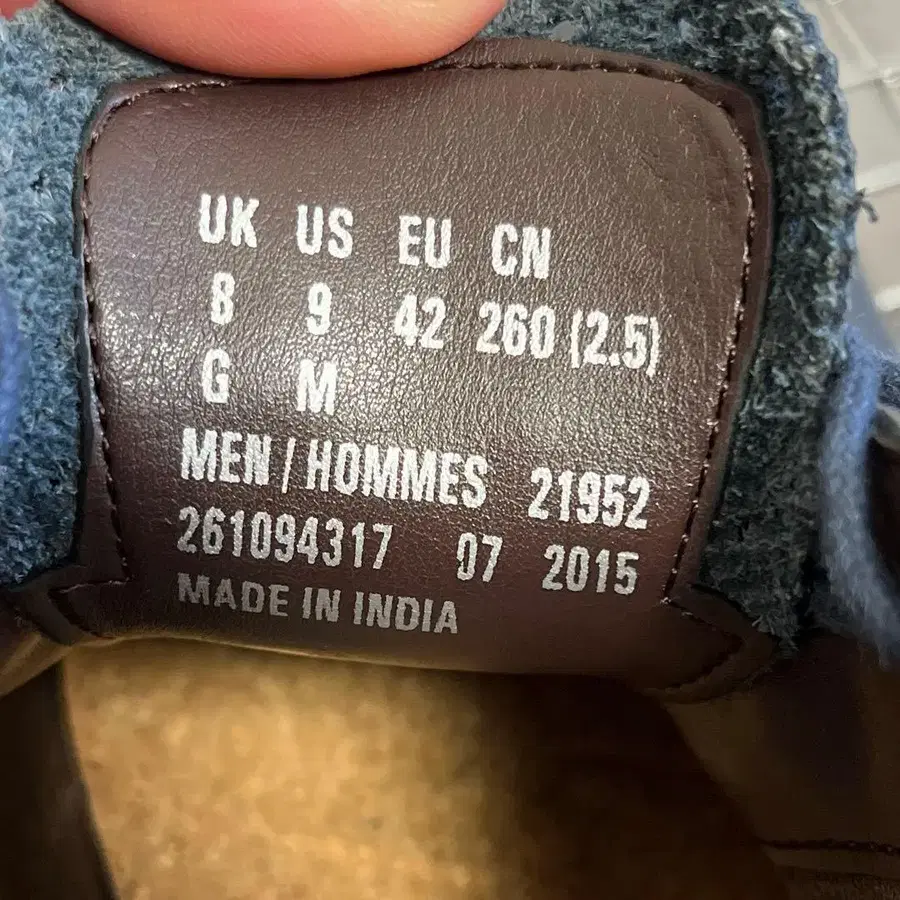 UK US EU CN
8 9 42 260 (2.5)
G M
MEN / HOMMES 21952
261094317 07 2015
MADE IN INDIA